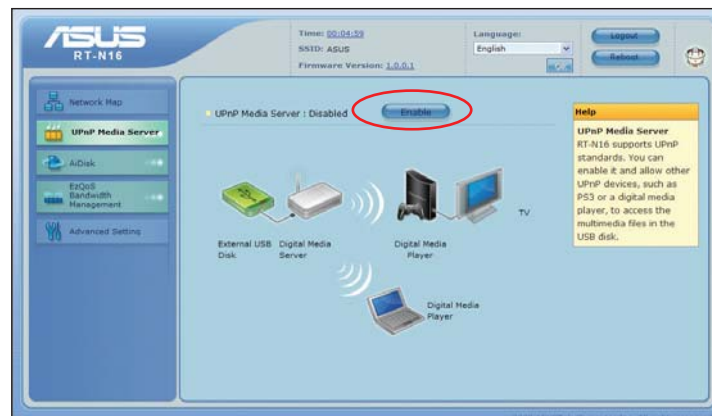 ASUS
RT-N16
Time: 00:04:59
SSID: ASUS
Firmware Version: 1.0.0.1
Language:
English
Logout
Reboot
Network Map
UPnP Media Server
AiDisk
EzQoS
Bandwidth
Management
Advanced Setting
UPnP Media Server : Disabled
Enable
External USB
Disk
Digital Media
Server
Digital Media
Player
TV
Digital Media
Player
Help
UPnP Media Server
RT-N16 supports UPnP
standards. You can
enable it and allow other
UPnP devices, such as
PS3 or a digital media
player, to access the
multimedia files in the
USB disk.